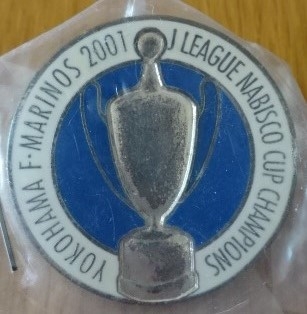 YOKOHAMA F·MARINOS 2001 J LEAGUE NABISCO CUP CHAMPIONS